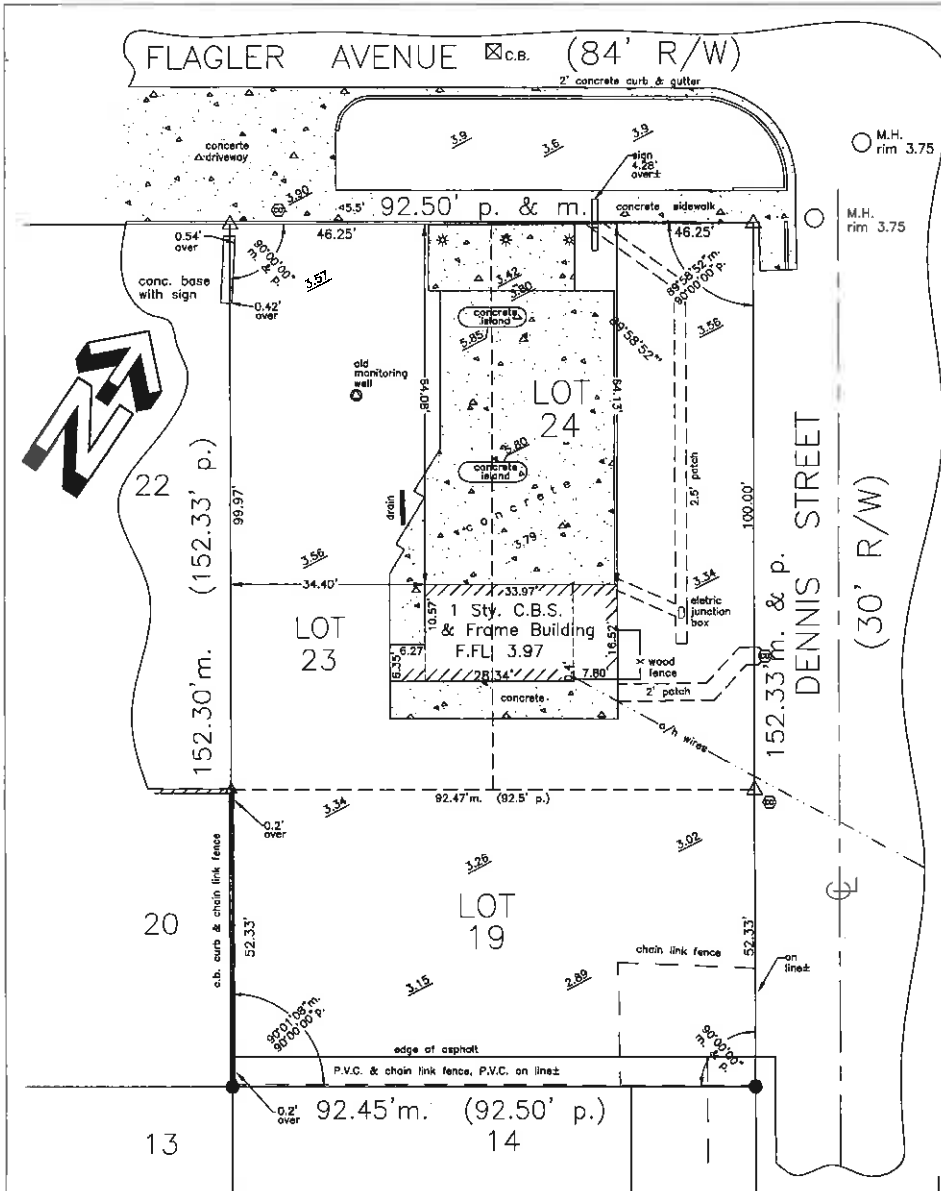 FLAGLER AVENUE C.B. (84' R/W)
2' concrete curb & gutter
concerte
driveway
3.9
3.6
3.9
M.H.
rim 3.75
sign
4.28'
over±
3.90
45.5'
92.50' p. & m.
concrete sidewalk
M.H.
rim 3.75
46.25'
46.25'
0.54'
over
90°00'00"
m. & p.
3.57
conc. base
with sign
0.42'
over
3.42
3.80
89°58'52"m.
90°00'00"p.
3.56
concrete
island
5.85
89°58'52"
old
monitoring
well
LOT
24
64.08'
64.13'
N
22
5.80
concrete
island
2.5' patch
DENNIS STREET
(30' R/W)
152.30'm. (152.33' p.)
99.97'
100.00'
drain
concrete
3.79
3.56
3.34
34.40'
33.97'
10.57'
1 Sty. C.B.S.
& Frame Building
F.FL. 3.97
16.52'
eletric
junction
box
LOT
23
6.27'
6.35'
28.34'
7.80'
x wood
fence
2' patch
concrete
o/h wires
152.33'm. & p.
92.47'm. (92.5' p.)
3.34
0.2'
over
3.26
3.02
c.b. curb & chain link fence
20
52.33'
LOT
19
52.33'
chain link fence
on
line±
3.15
2.89
90°01'08"m.
90°00'00"p.
90°00'00"
m. & p.
edge of asphalt
P.V.C. & chain link fence, P.V.C. on line±
0.2'
over
92.45'm. (92.50' p.)
13
14